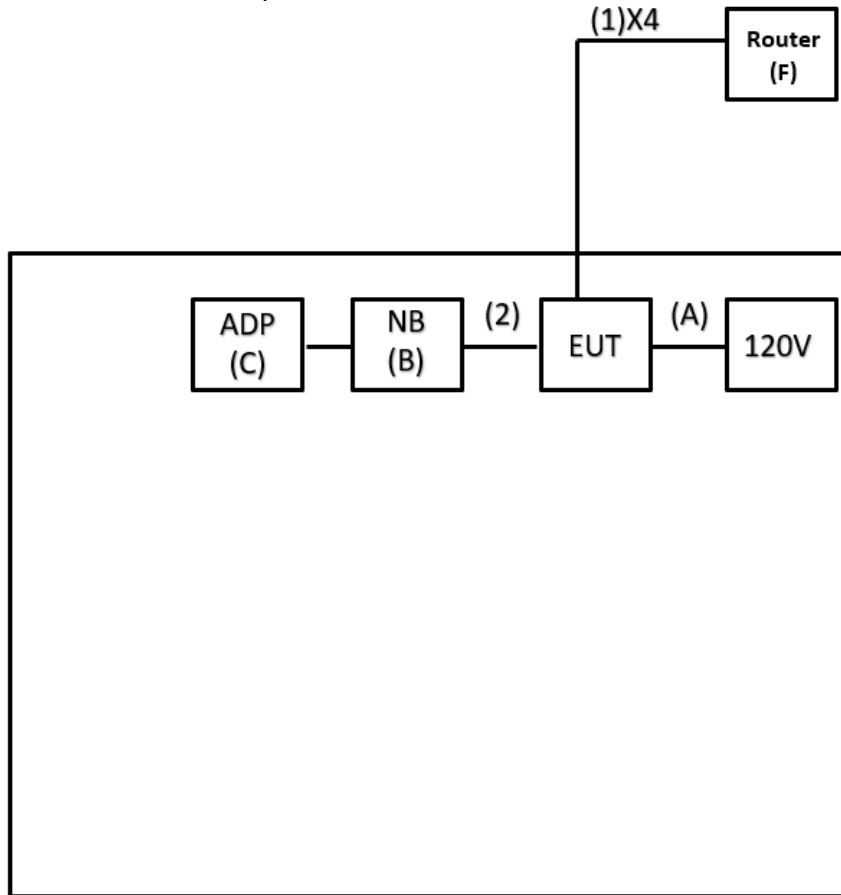 (1)X4
Router
(F)
ADP
(C)
NB
(B)
(2)
EUT
(A)
120V